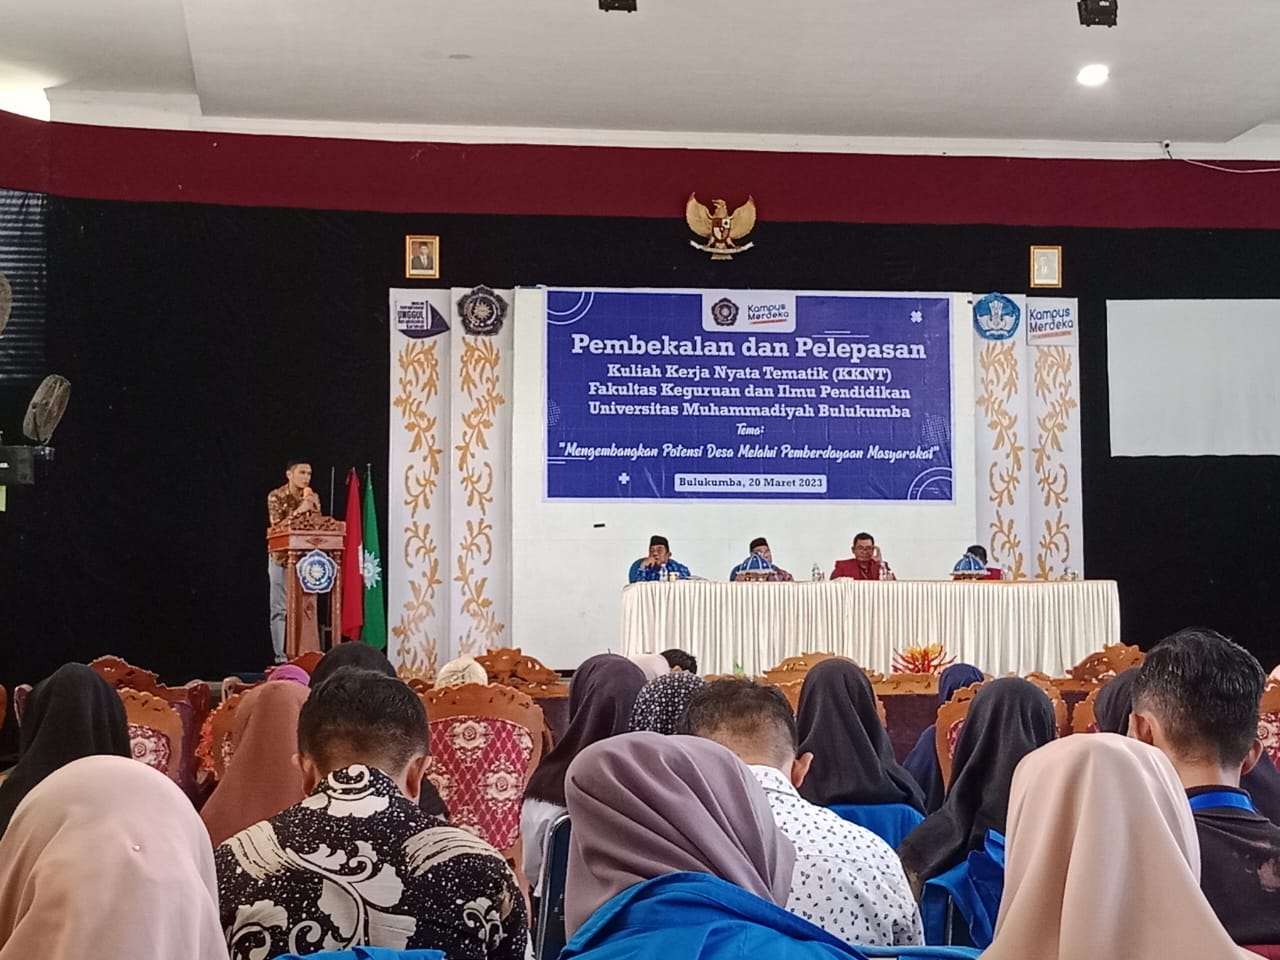 UNGGUL
Kampus
Merdeka
Kampus
Merdeka
Pembekalan dan Pelepasan
Kuliah Kerja Nyata Tematik (KKNT)
Fakultas Keguruan dan Ilmu Pendidikan
Universitas Muhammadiyah Bulukumba
Tema:
"Mengembangkan Potensi Desa Melalui Pemberdayaan Masyarakat"
Bulukumba, 20 Maret 2023